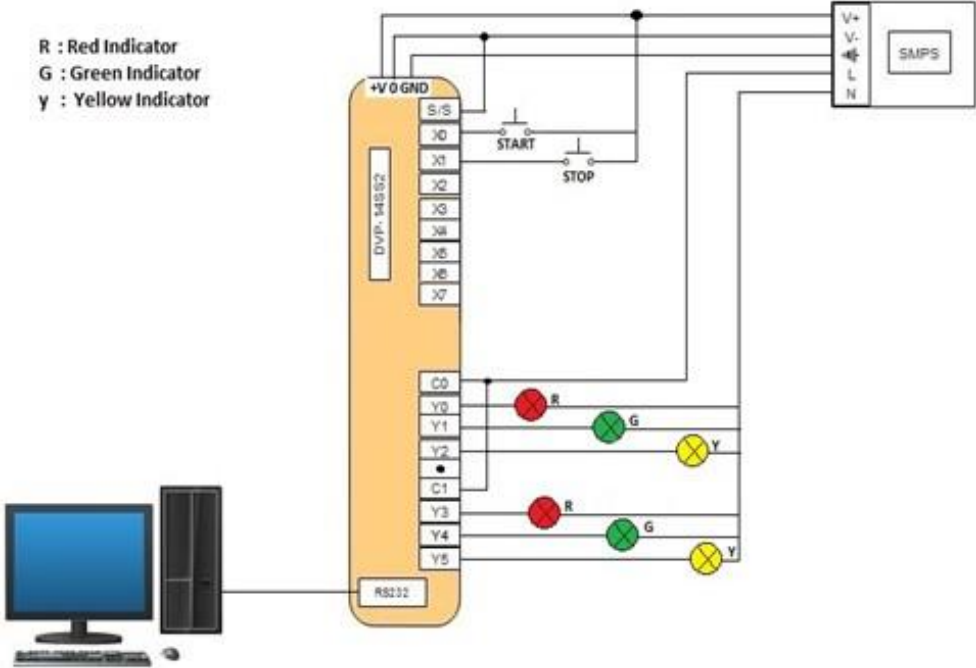 R : Red Indicator
G : Green Indicator
y : Yellow Indicator
+V 0 GND
S/S
X0
X1
X2
X3
X4
X5
X6
X7
DVP-14SS2
START
STOP
V+
V-
L
N
SMPS
C0
Y0
Y1
Y2
C1
Y3
Y4
Y5
R
G
Y
R
G
Y
RS232